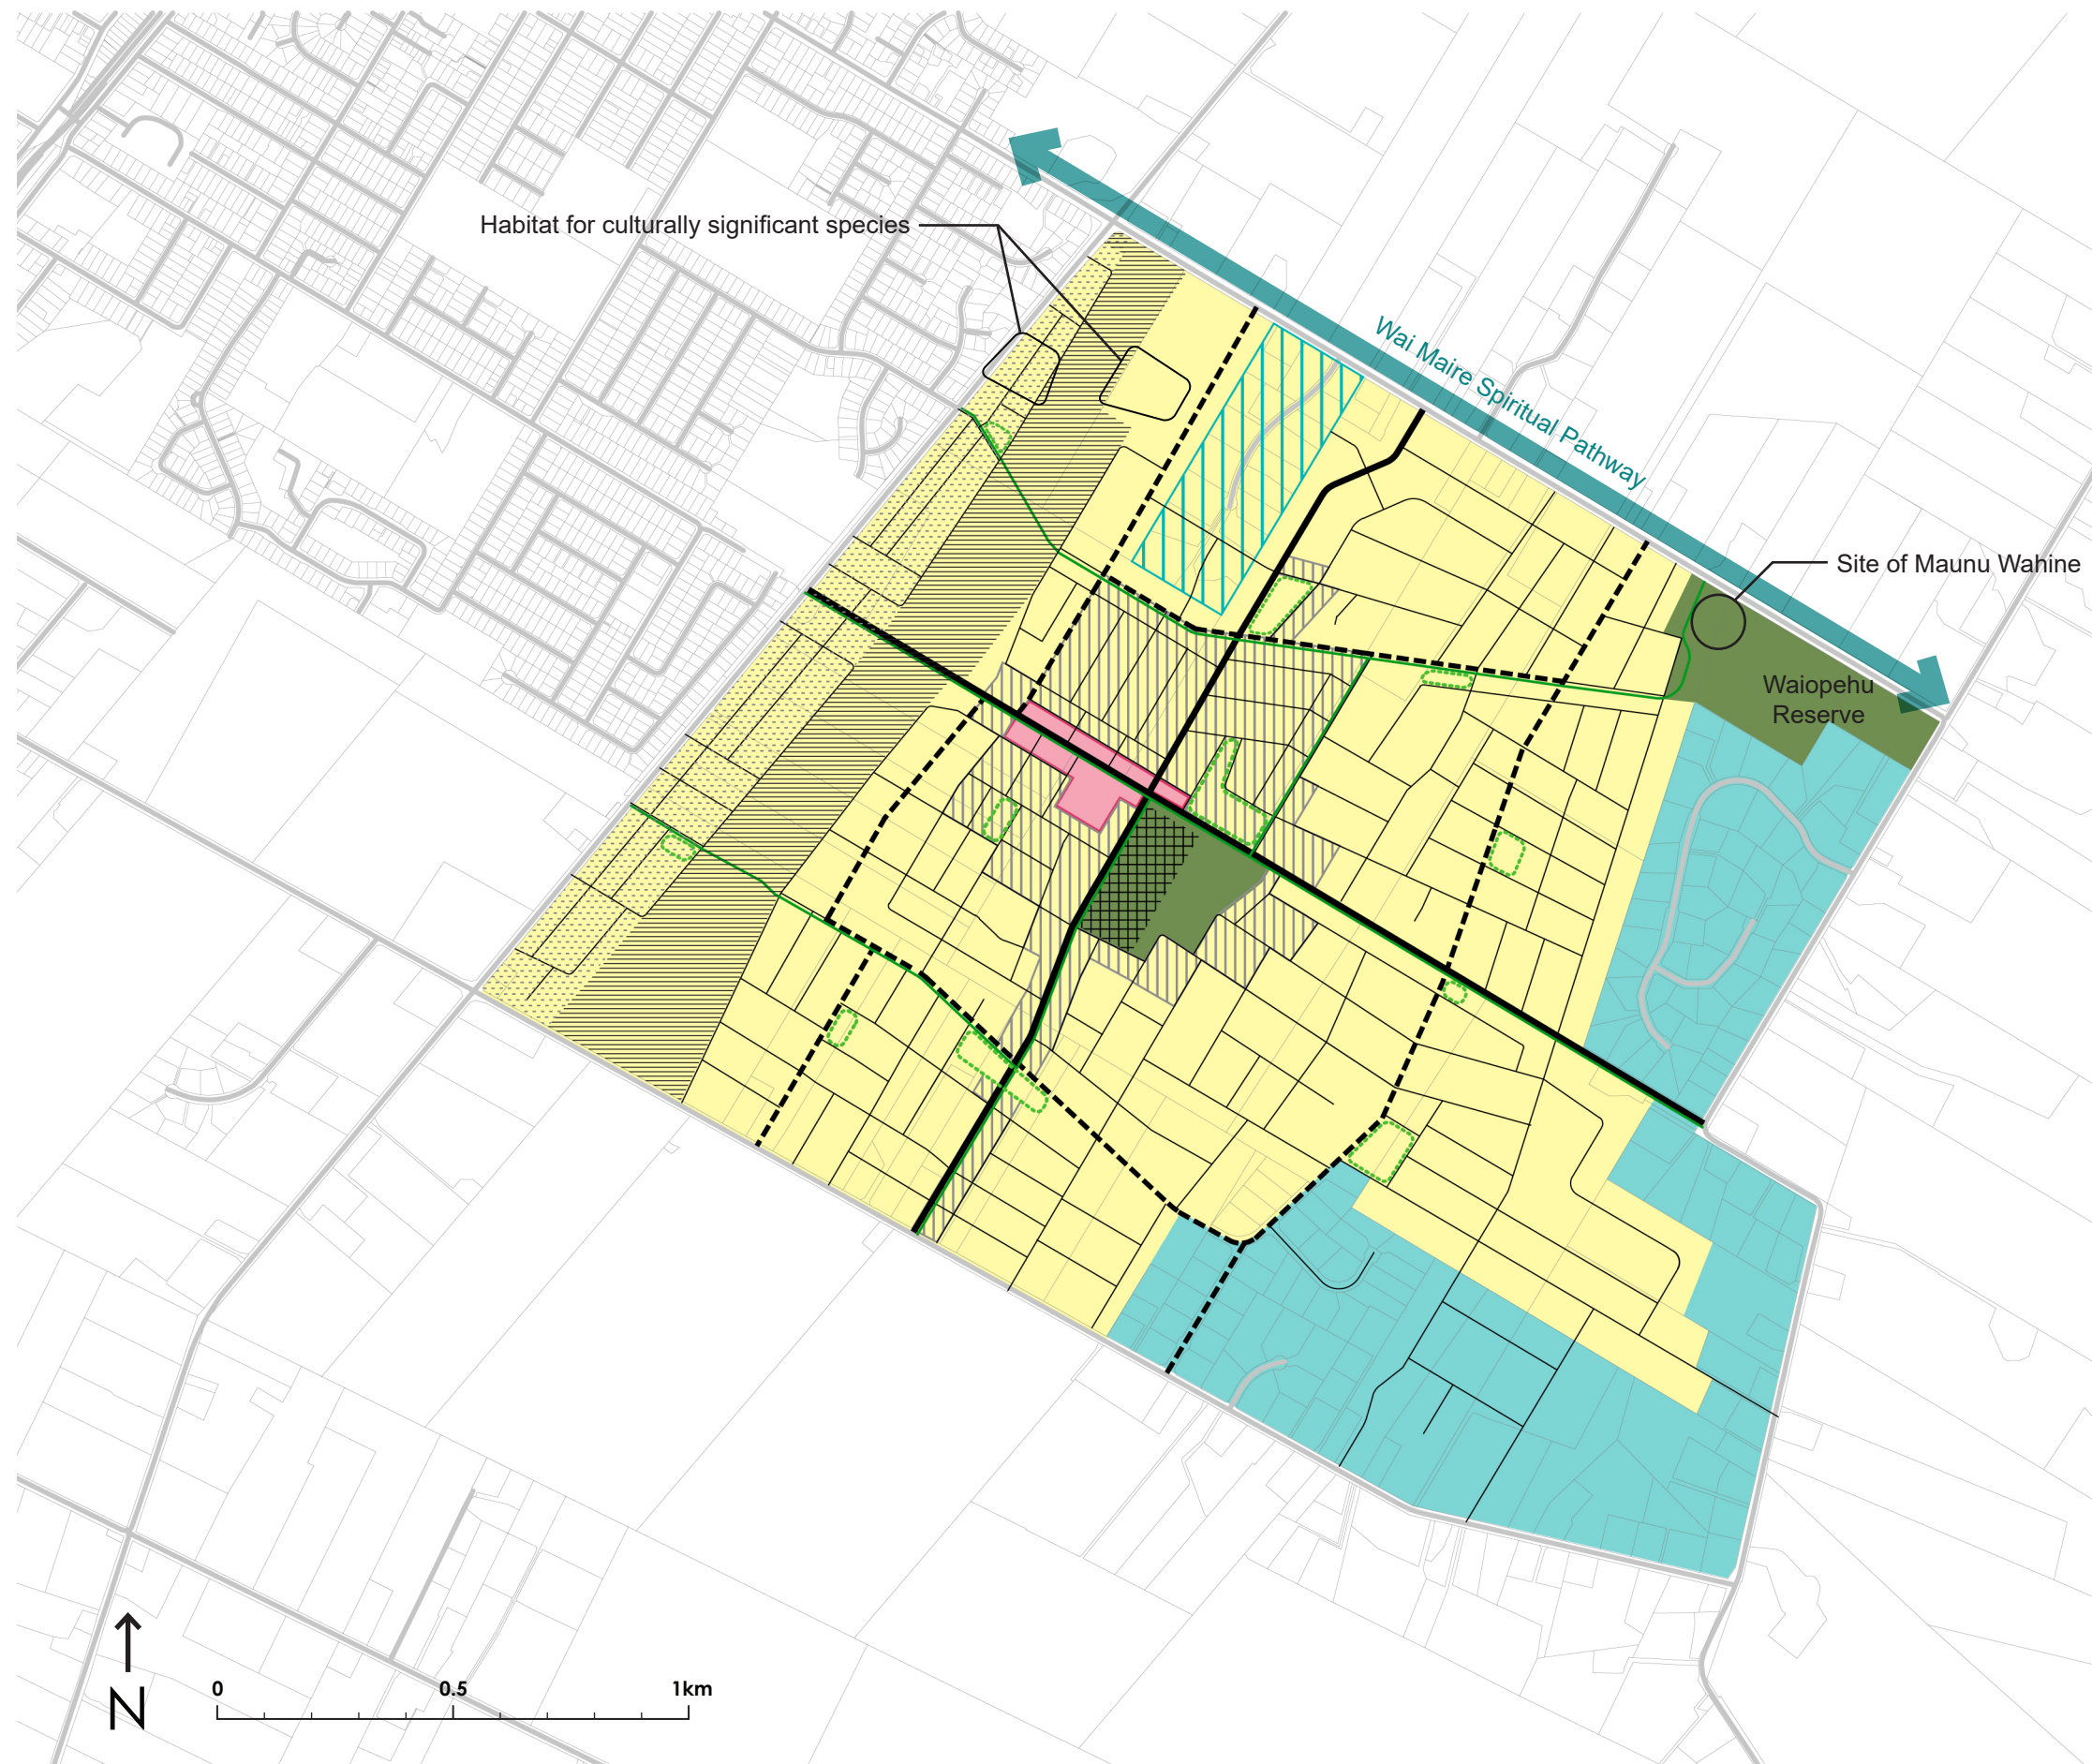 Habitat for culturally significant species
Wai Maire Spiritual Pathway
Site of Maunu Wahine
Waiopehu
Reserve
0 0.5 1km
N